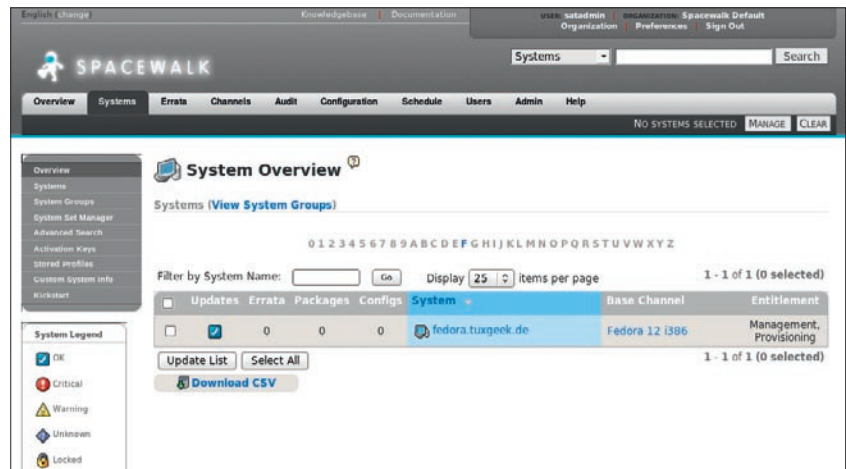 English (change) Knowledgebase | Documentation USER: satadmin | ORGANIZATION: Spacewalk Default Organization | Preferences | Sign Out
SPACEWALK Systems Search
Overview Systems Errata Channels Audit Configuration Schedule Users Admin Help
NO SYSTEMS SELECTED MANAGE CLEAR
Overview
Systems
System Groups
System Set Manager
Advanced Search
Activation Keys
Stored Profiles
Custom System Info
Kickstart
System Legend
OK
Critical
Warning
Unknown
Locked
System Overview ?
Systems (View System Groups)
0 1 2 3 4 5 6 7 8 9 A B C D E F G H I J K L M N O P Q R S T U V W X Y Z
Filter by System Name: Go Display 25 items per page 1 - 1 of 1 (0 selected)
Updates Errata Packages Configs System Base Channel Entitlement
0 0 0 fedora.tuxgeek.de Fedora 12 i386 Management, Provisioning
Update List Select All 1 - 1 of 1 (0 selected)
Download CSV